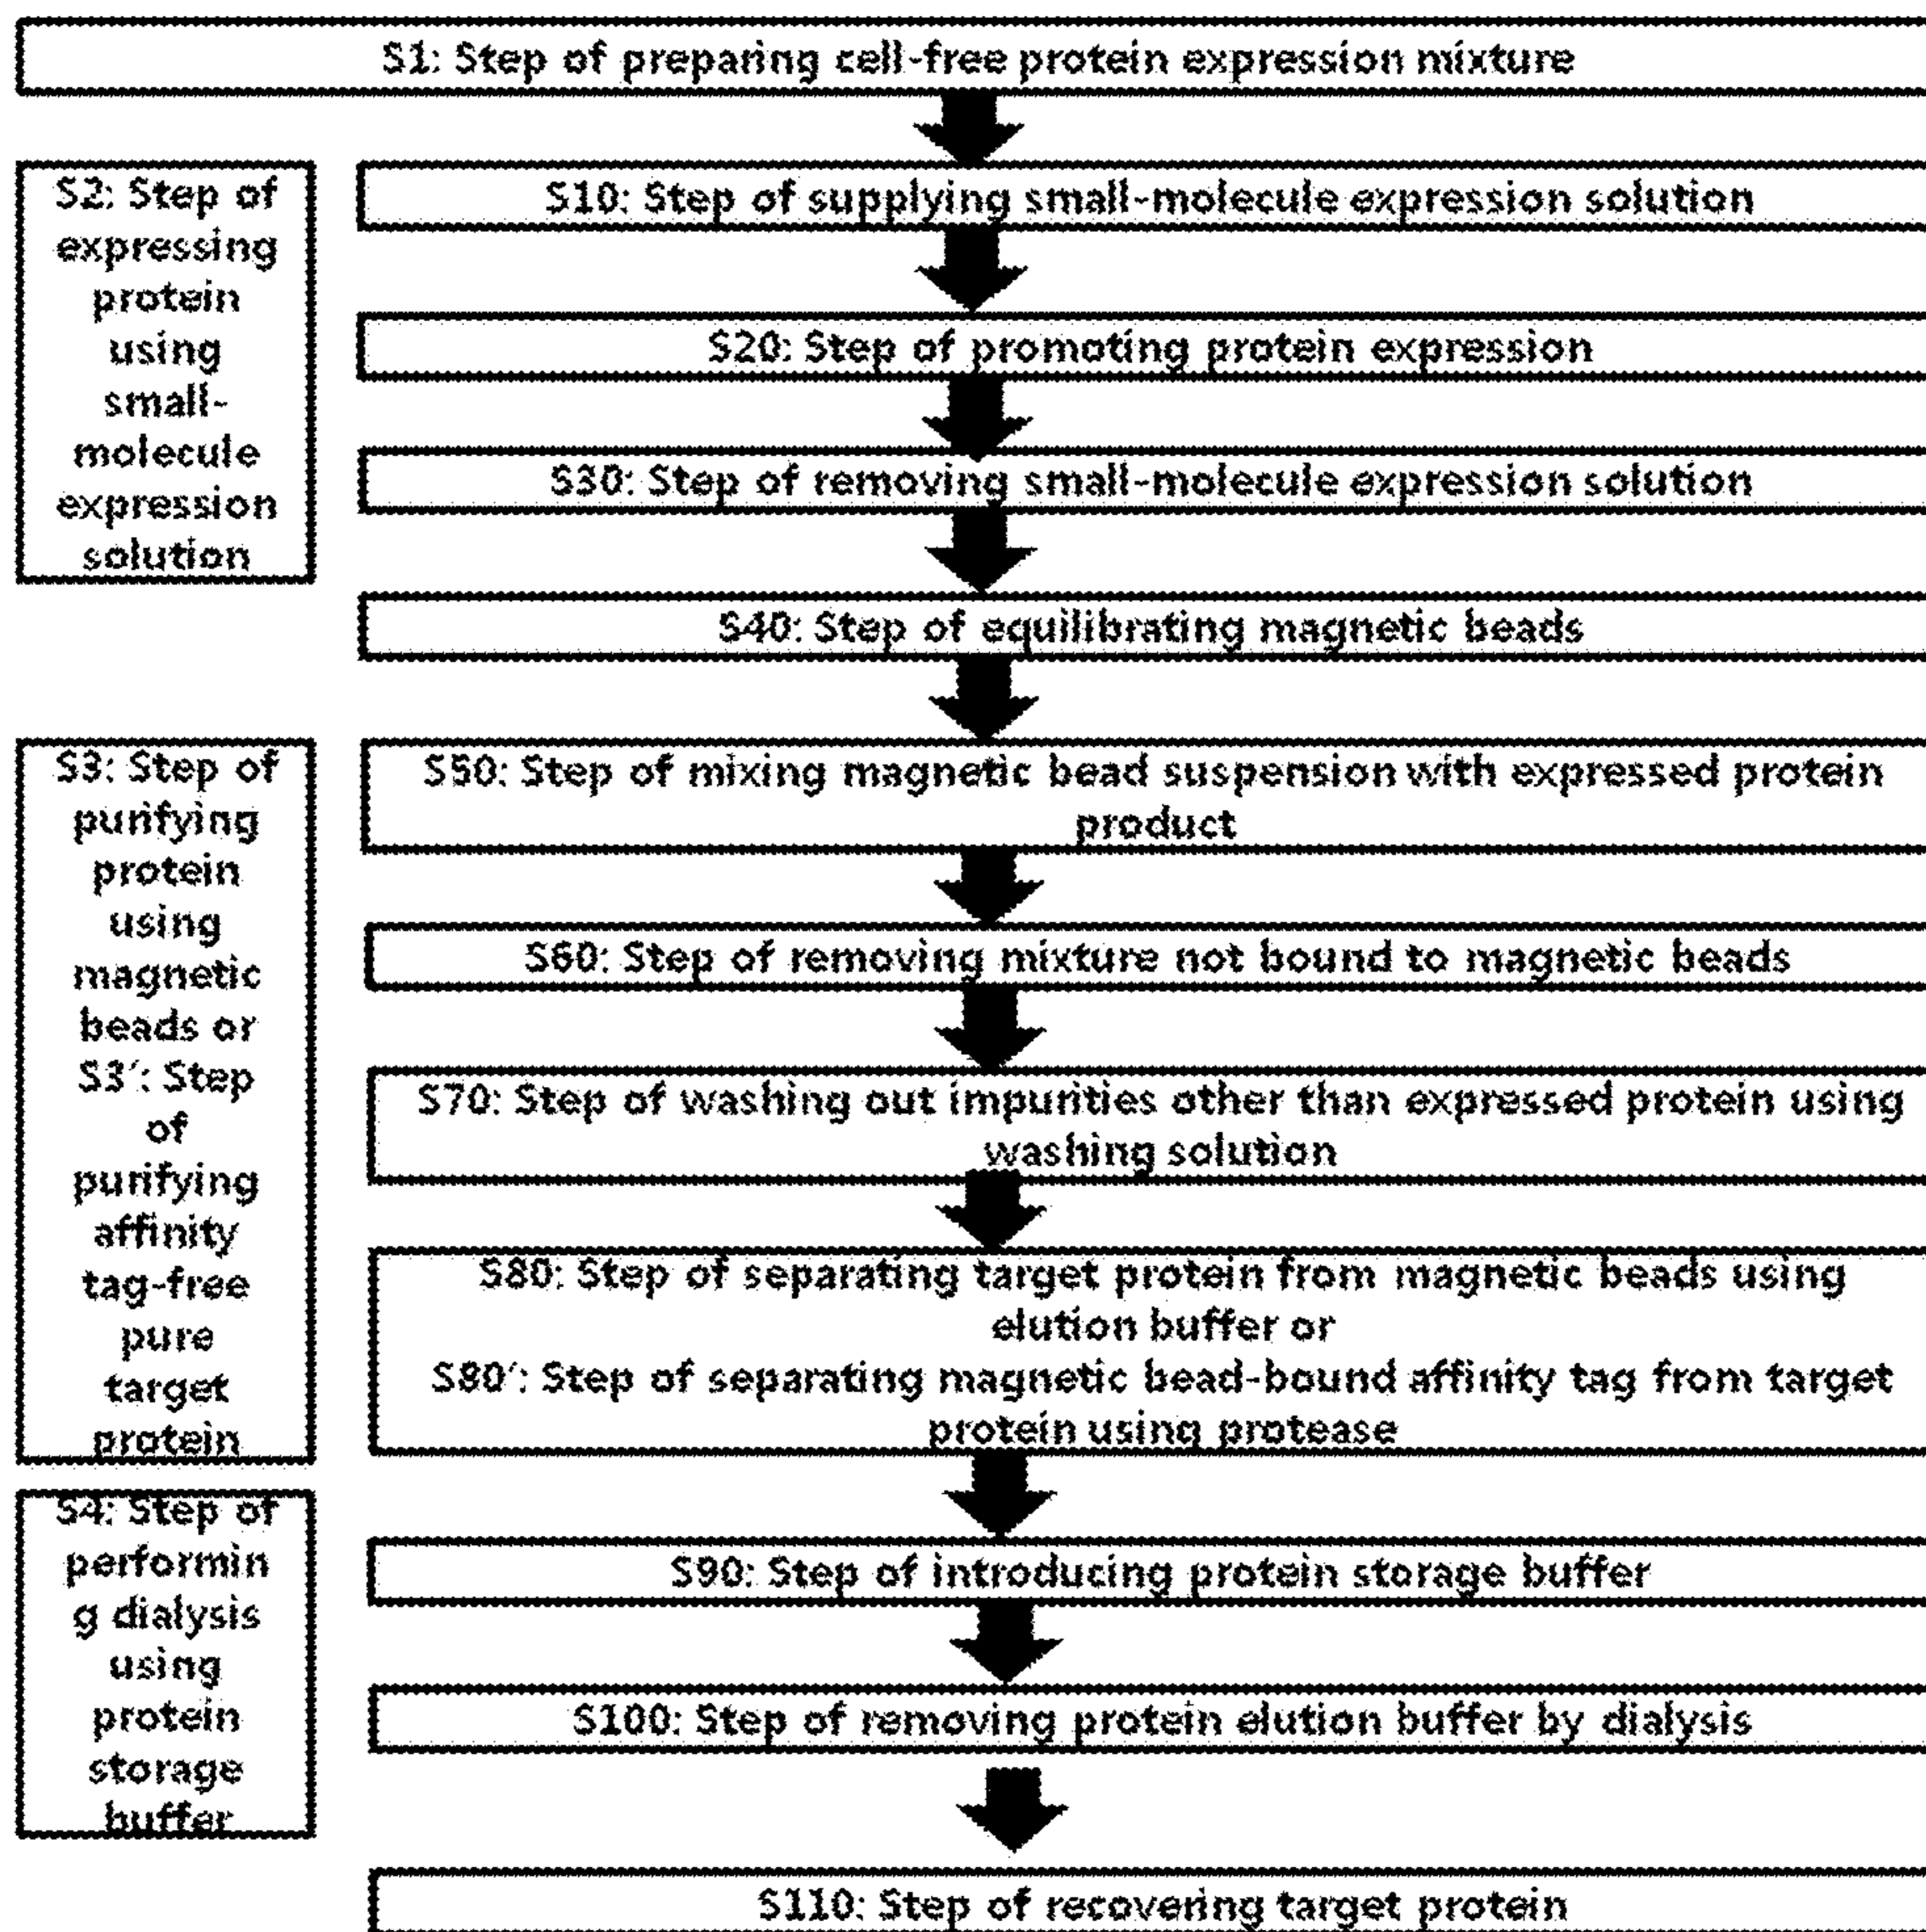 S1: Step of preparing cell-free protein expression mixture
S2: Step of
expressing
protein
using
small-
molecule
expression
solution
S10: Step of supplying small-molecule expression solution
S20: Step of promoting protein expression
S30: Step of removing small-molecule expression solution
S40: Step of equilibrating magnetic beads
S3: Step of
purifying
protein
using
magnetic
beads or
S3′: Step
of
purifying
affinity
tag-free
pure
target
protein
S50: Step of mixing magnetic bead suspension with expressed protein
product
S60: Step of removing mixture not bound to magnetic beads
S70: Step of washing out impurities other than expressed protein using
washing solution
S80: Step of separating target protein from magnetic beads using
elution buffer or
S80′: Step of separating magnetic bead-bound affinity tag from target
protein using protease
S4: Step of
performin
g dialysis
using
protein
storage
buffer
S90: Step of introducing protein storage buffer
S100: Step of removing protein elution buffer by dialysis
S110: Step of recovering target protein